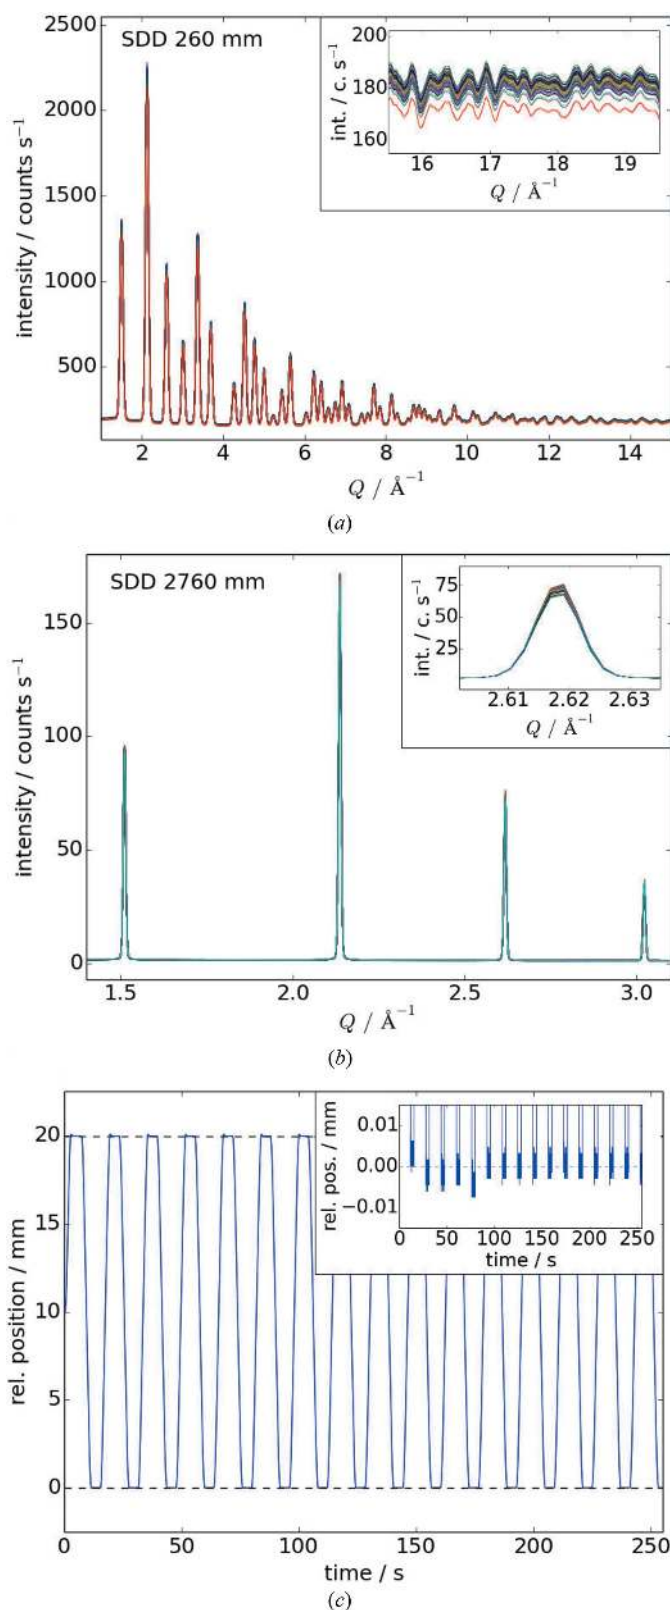 2500
SDD 260 mm
2000
1500
1000
500
intensity / counts s⁻¹
2 4 6 8 10 12 14
Q / Å⁻¹
200
180
160
int. / c. s⁻¹
16 17 18 19
Q / Å⁻¹
(a)
SDD 2760 mm
150
100
50
0
intensity / counts s⁻¹
1.5 2.0 2.5 3.0
Q / Å⁻¹
75
50
25
int. / c. s⁻¹
2.61 2.62 2.63
Q / Å⁻¹
(b)
20
15
10
5
0
rel. position / mm
0 50 100 150 200 250
time / s
0.01
0.00
−0.01
rel. pos. / mm
0 50 100 150 200 250
time / s
(c)